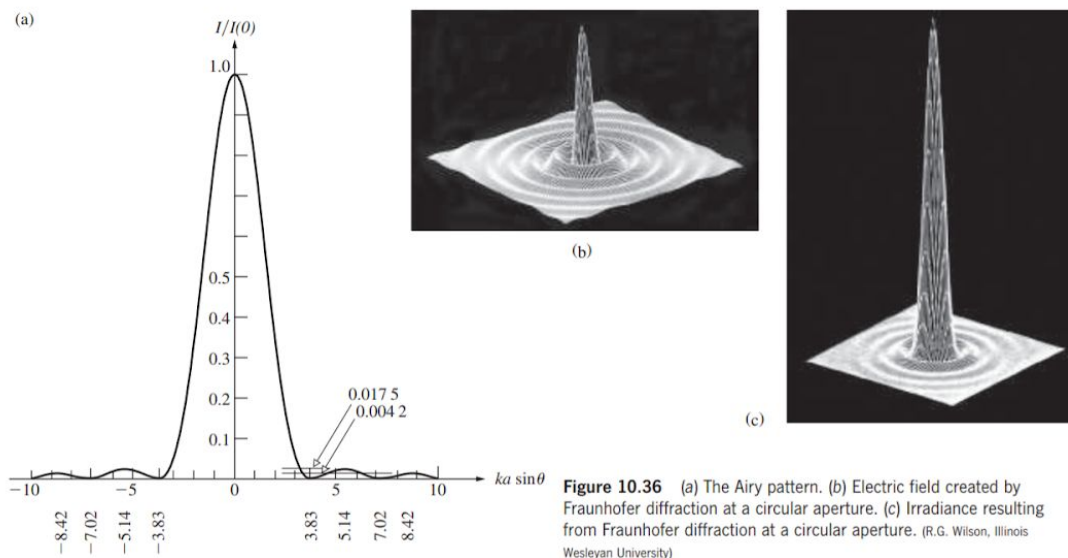 (a)
I/I(0)
1.0
0.5
0.4
0.3
0.2
0.1
0.017 5
0.004 2
−10 −5 0 5 10 ka sinθ
−8.42 −7.02 −5.14 −3.83 3.83 5.14 7.02 8.42
(b)
(c)
Figure 10.36 (a) The Airy pattern. (b) Electric field created by
Fraunhofer diffraction at a circular aperture. (c) Irradiance resulting
from Fraunhofer diffraction at a circular aperture. (R.G. Wilson, Illinois
Wesleyan University)